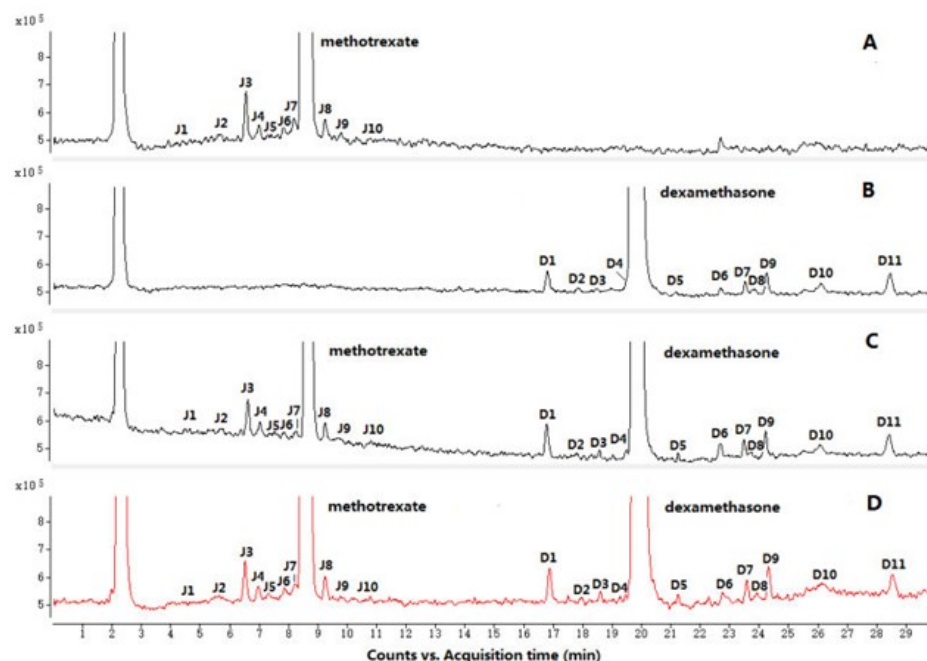 x10 5
methotrexate
A
8
7
6
5
J1
J2
J3
J4
J5
J6
J7
J8
J9
J10
x10 5
dexamethasone
B
8
7
6
5
D1
D2
D3
D4
D5
D6
D7
D8
D9
D10
D11
x10 5
methotrexate
dexamethasone
C
8
7
6
5
J1
J2
J3
J4
J5
J6
J7
J8
J9
J10
D1
D2
D3
D4
D5
D6
D7
D8
D9
D10
D11
x10 5
methotrexate
dexamethasone
D
8
7
6
5
J1
J2
J3
J4
J5
J6
J7
J8
J9
J10
D1
D2
D3
D4
D5
D6
D7
D8
D9
D10
D11
1 2 3 4 5 6 7 8 9 10 11 12 13 14 15 16 17 18 19 20 21 22 23 24 25 26 27 28 29
Counts vs. Acquisition time (min)